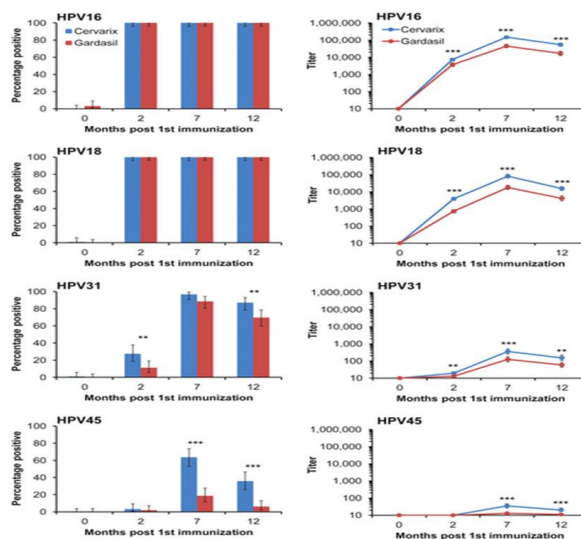 HPV16
Percentage positive
100
80
60
40
20
0
Cervarix
Gardasil
0 2 7 12
Months post 1st immunization
HPV16
Titer
1,000,000
100,000
10,000
1,000
100
10
Cervarix
Gardasil
*** *** ***
0 2 7 12
Months post 1st immunization
HPV18
Percentage positive
100
80
60
40
20
0
0 2 7 12
Months post 1st immunization
HPV18
Titer
1,000,000
100,000
10,000
1,000
100
10
*** *** ***
0 2 7 12
Months post 1st immunization
HPV31
Percentage positive
100
80
60
40
20
0
** **
0 2 7 12
Months post 1st immunization
HPV31
Titer
1,000,000
100,000
10,000
1,000
100
10
** *** **
0 2 7 12
Months post 1st immunization
HPV45
Percentage positive
100
80
60
40
20
0
*** ***
0 2 7 12
Months post 1st immunization
HPV45
Titer
1,000,000
100,000
10,000
1,000
100
10
*** ***
0 2 7 12
Months post 1st immunization